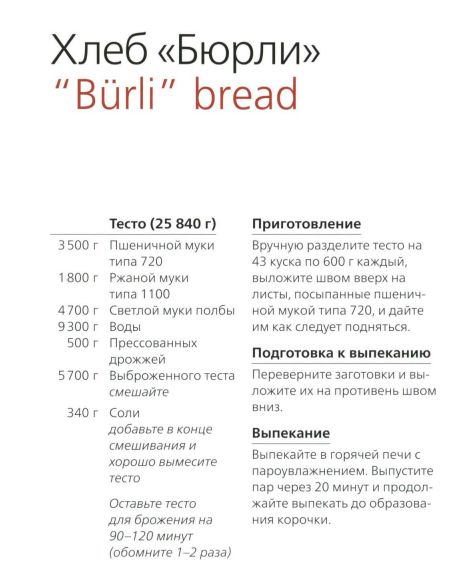 Хлеб «Бюрли»
“Bürli” bread
Тесто (25 840 г)
3 500 г Пшеничной муки
типа 720
1 800 г Ржаной муки
типа 1100
4 700 г Светлой муки полбы
9 300 г Воды
500 г Прессованных
дрожжей
5 700 г Выброженного теста
смешайте
340 г Соли
добавьте в конце
смешивания и
хорошо вымесите
тесто
Оставьте тесто
для брожения на
90–120 минут
(обомните 1–2 раза)
Приготовление
Вручную разделите тесто на
43 куска по 600 г каждый,
выложите швом вверх на
листы, посыпанные пшенич-
ной мукой типа 720, и дайте
им как следует подняться.
Подготовка к выпеканию
Переверните заготовки и вы-
ложите их на противень швом
вниз.
Выпекание
Выпекайте в горячей печи с
пароувлажнением. Выпустите
пар через 20 минут и продол-
жайте выпекать до образова-
ния корочки.